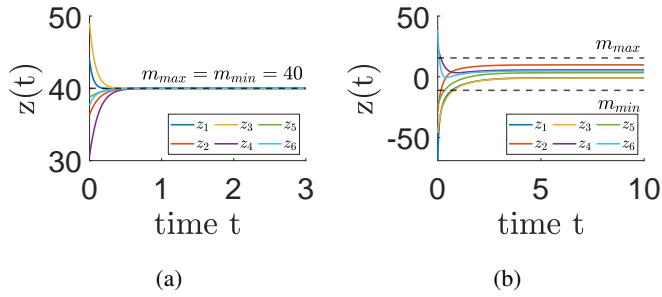 50
z(t)
40
30
m_max = m_min = 40
z_1 z_3 z_5
z_2 z_4 z_6
0 1 2 3
time t
(a)
50
z(t)
0
-50
m_max
m_min
z_1 z_3 z_5
z_2 z_4 z_6
0 5 10
time t
(b)